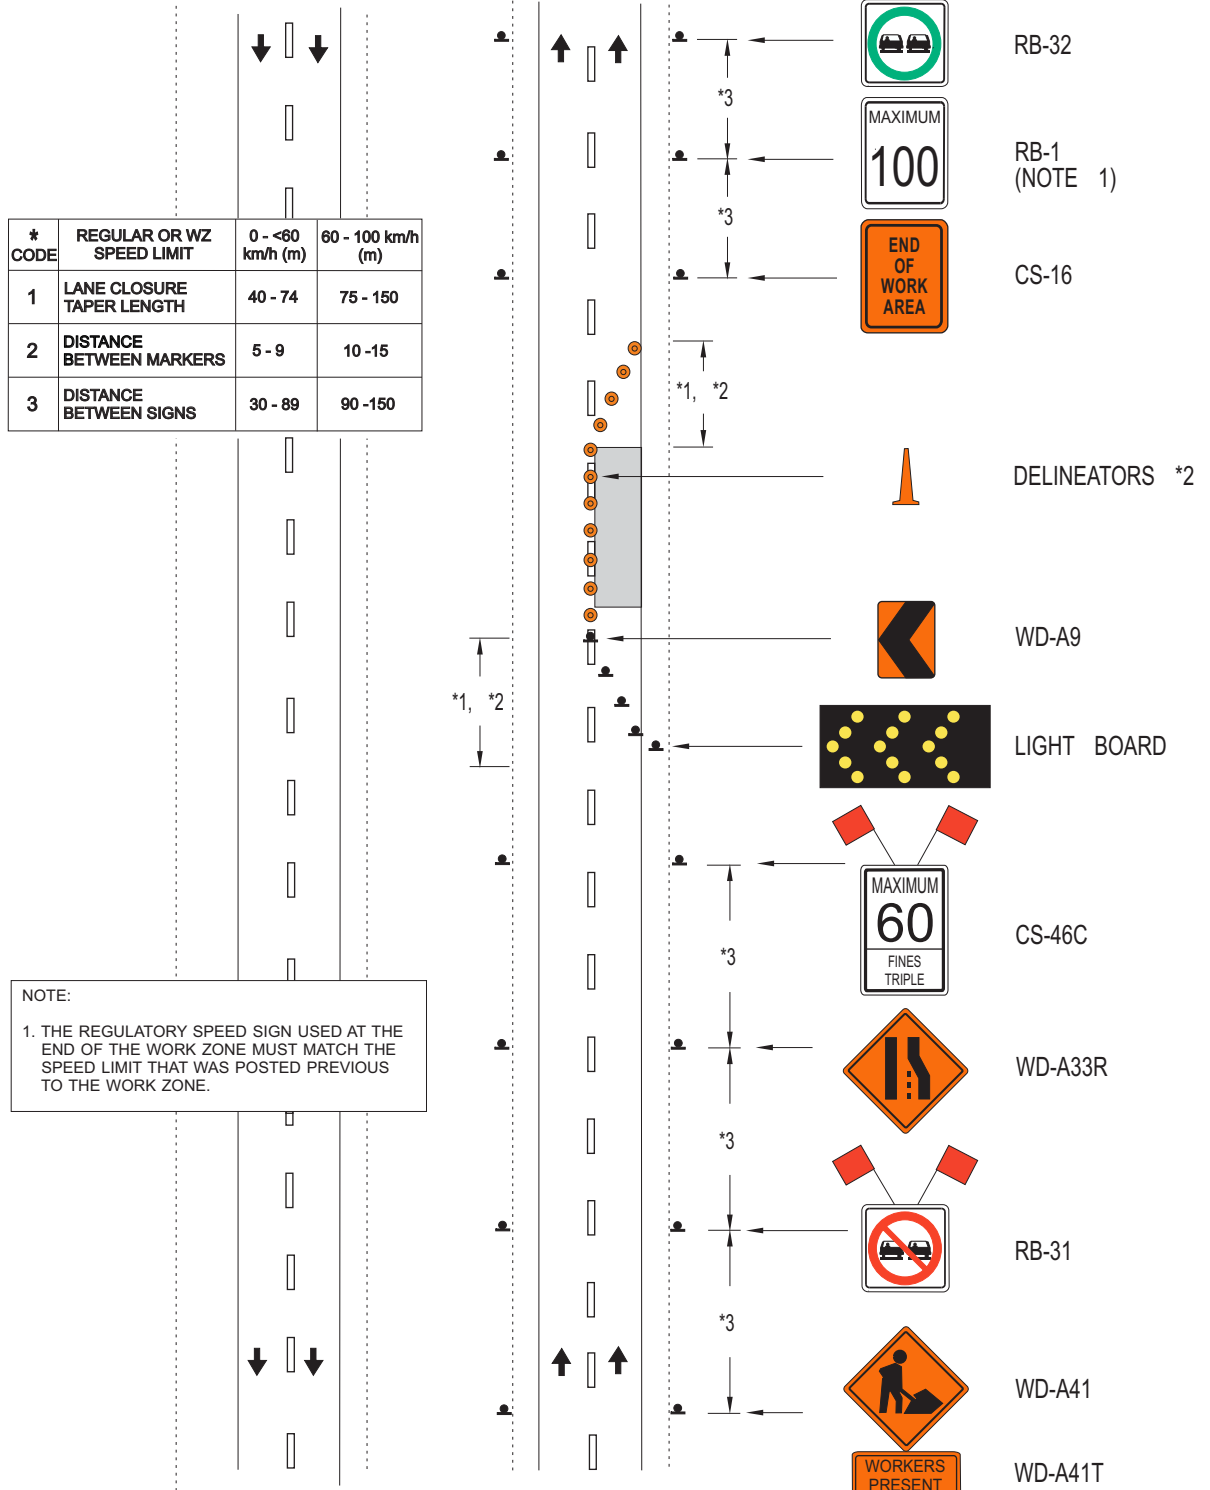 RB-32
*3
MAXIMUM
100
RB-1
(NOTE 1)
*3
* CODE REGULAR OR WZ SPEED LIMIT 0 - <60 km/h (m) 60 - 100 km/h (m)
1 LANE CLOSURE TAPER LENGTH 40 - 74 75 - 150
2 DISTANCE BETWEEN MARKERS 5 - 9 10 -15
3 DISTANCE BETWEEN SIGNS 30 - 89 90 -150
END
OF
WORK
AREA
CS-16
*1, *2
DELINEATORS *2
WD-A9
*1, *2
LIGHT BOARD
MAXIMUM
60
FINES
TRIPLE
CS-46C
*3
NOTE:
1. THE REGULATORY SPEED SIGN USED AT THE
END OF THE WORK ZONE MUST MATCH THE
SPEED LIMIT THAT WAS POSTED PREVIOUS
TO THE WORK ZONE.
WD-A33R
*3
RB-31
*3
WD-A41
WORKERS
PRESENT
WD-A41T